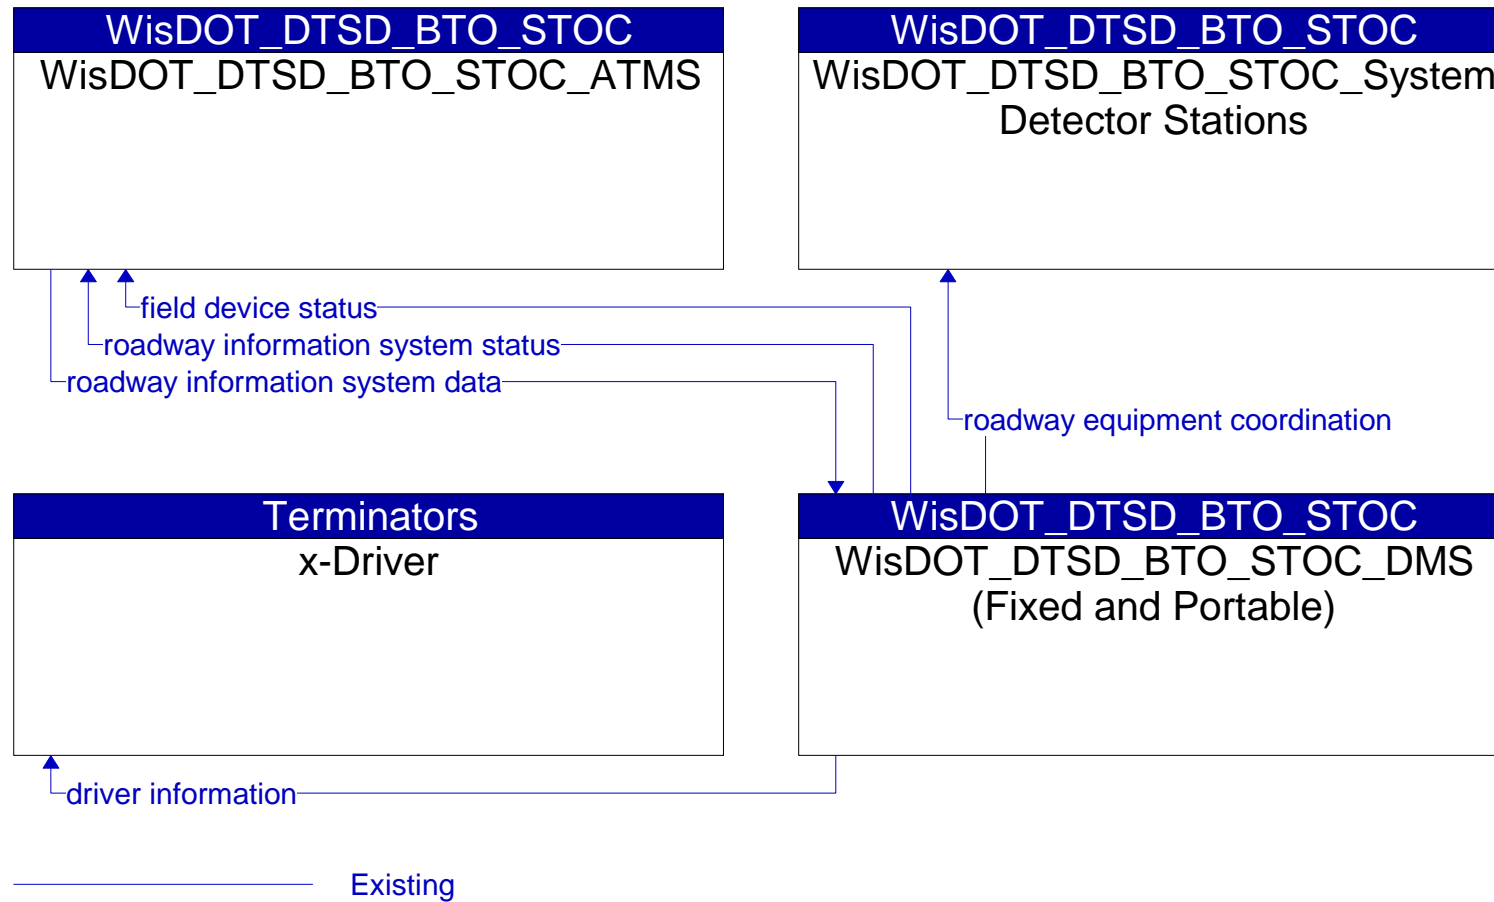 WisDOT_DTSD_BTO_STOC
WisDOT_DTSD_BTO_STOC_ATMS
WisDOT_DTSD_BTO_STOC
WisDOT_DTSD_BTO_STOC_System
Detector Stations
field device status
roadway information system status
roadway information system data
roadway equipment coordination
Terminators
x-Driver
WisDOT_DTSD_BTO_STOC
WisDOT_DTSD_BTO_STOC_DMS
(Fixed and Portable)
driver information
Existing